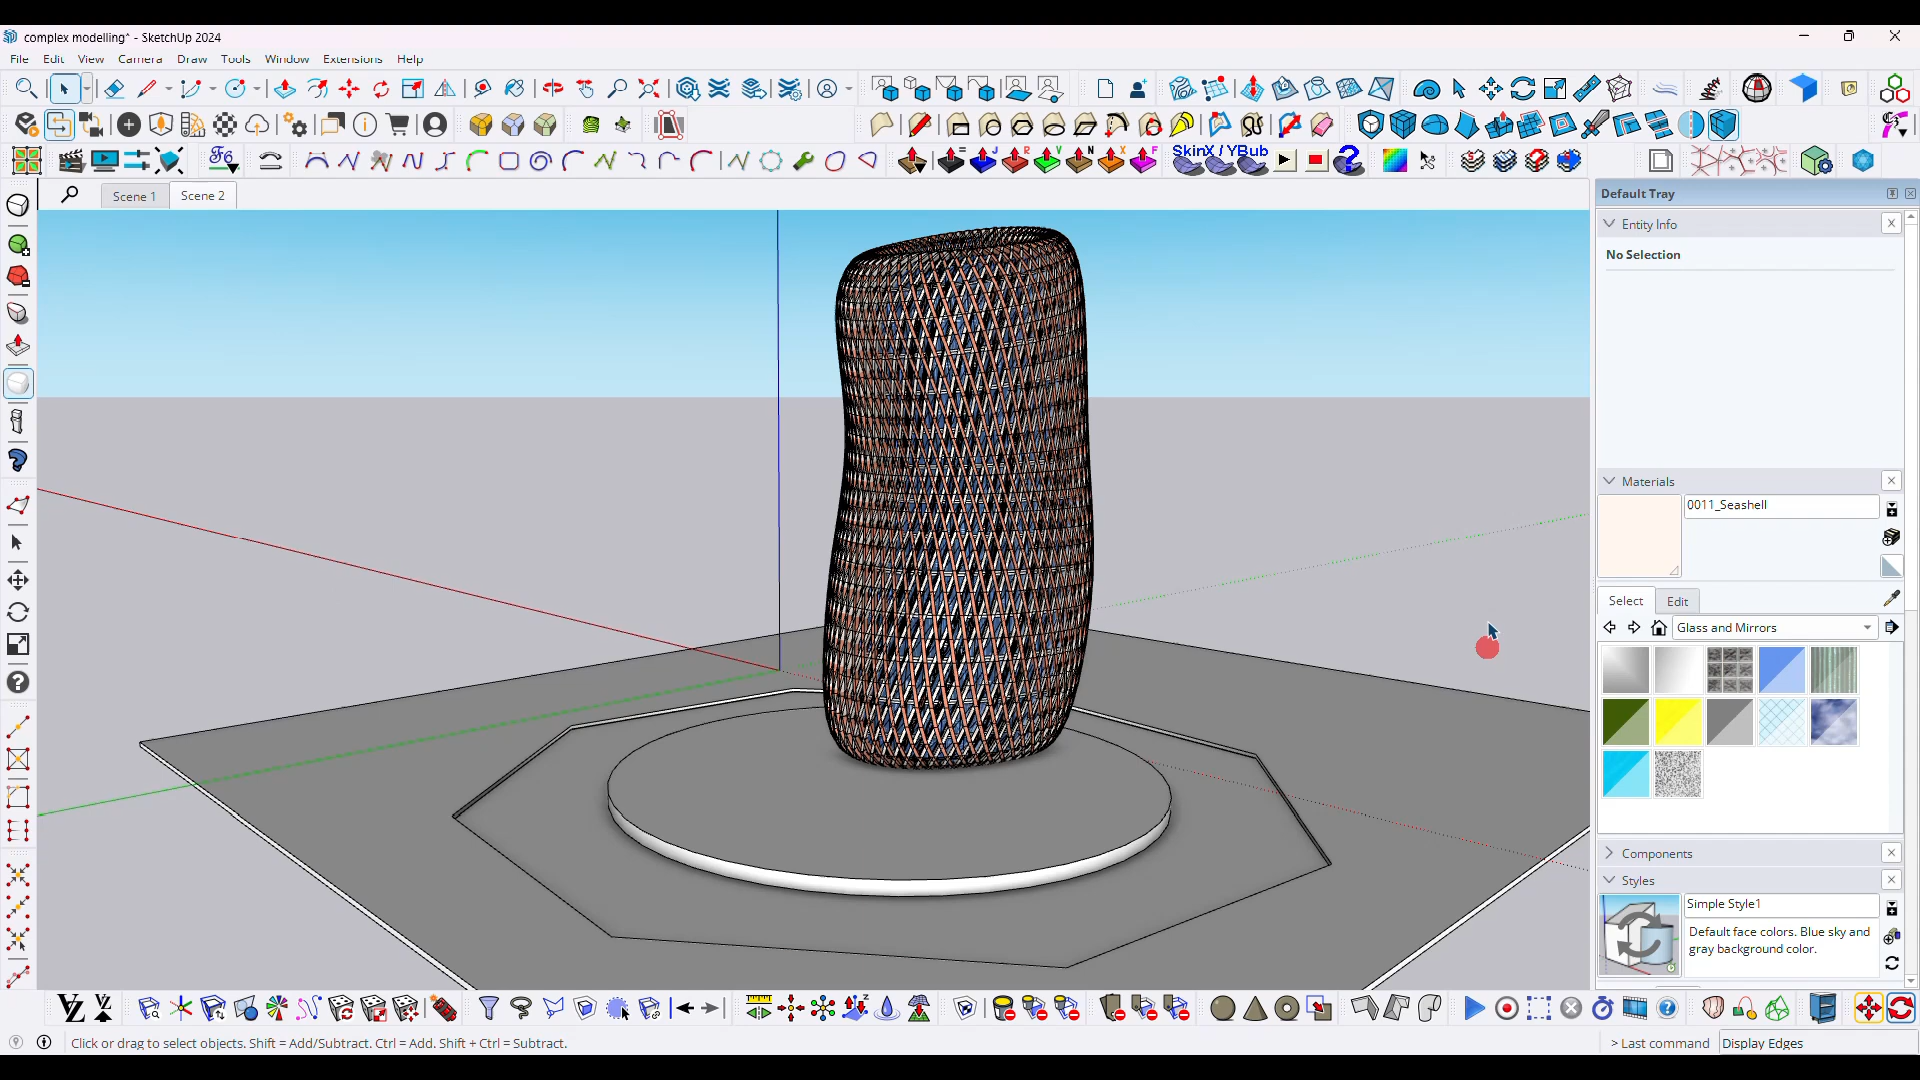 complex modelling* - SketchUp 2024
File Edit View Camera Draw Tools Window Extensions Help
SkinX / YBub
Scene 1
Scene 2
Default Tray
Entity Info
No Selection
Materials
0011_Seashell
Select Edit
Glass and Mirrors
Components
Styles
Simple Style1
Default face colors. Blue sky and
gray background color.
Click or drag to select objects. Shift = Add/Subtract. Ctrl = Add. Shift + Ctrl = Subtract.
> Last command Display Edges